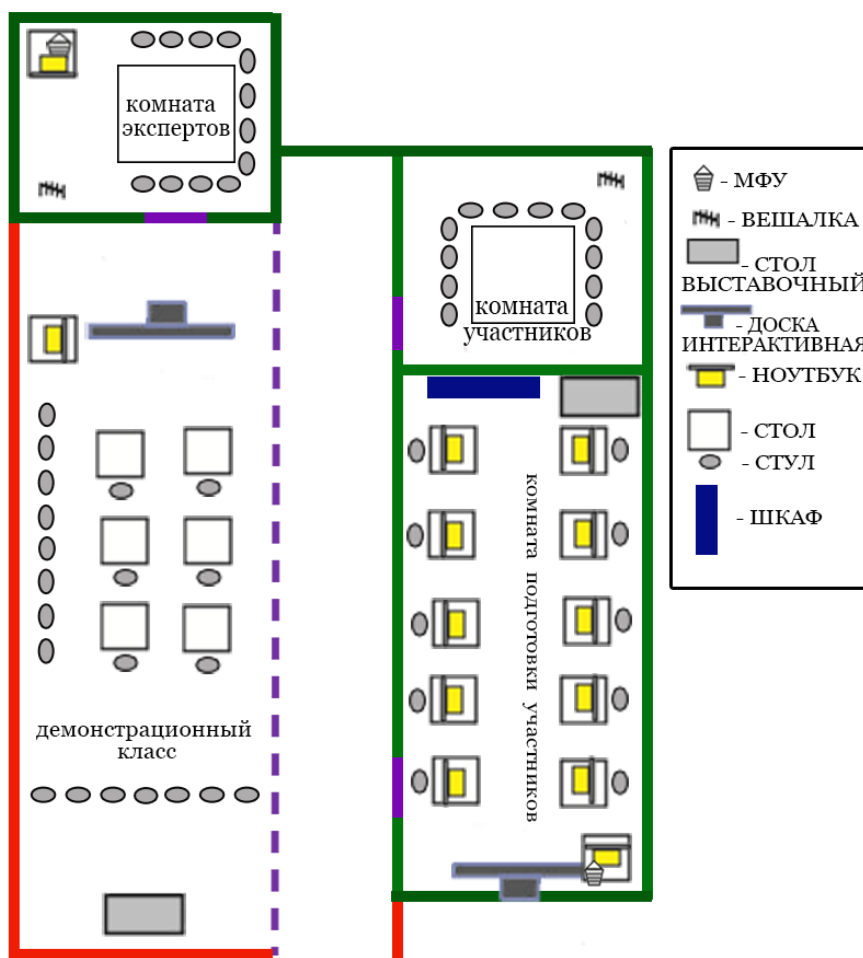 комната
экспертов
комната
участников
комната подготовки участников
демонстрационный
класс
- МФУ
- ВЕШАЛКА
- СТОЛ
ВЫСТАВОЧНЫЙ
- ДОСКА
ИНТЕРАКТИВНАЯ
- НОУТБУК
- СТОЛ
- СТУЛ
- ШКАФ